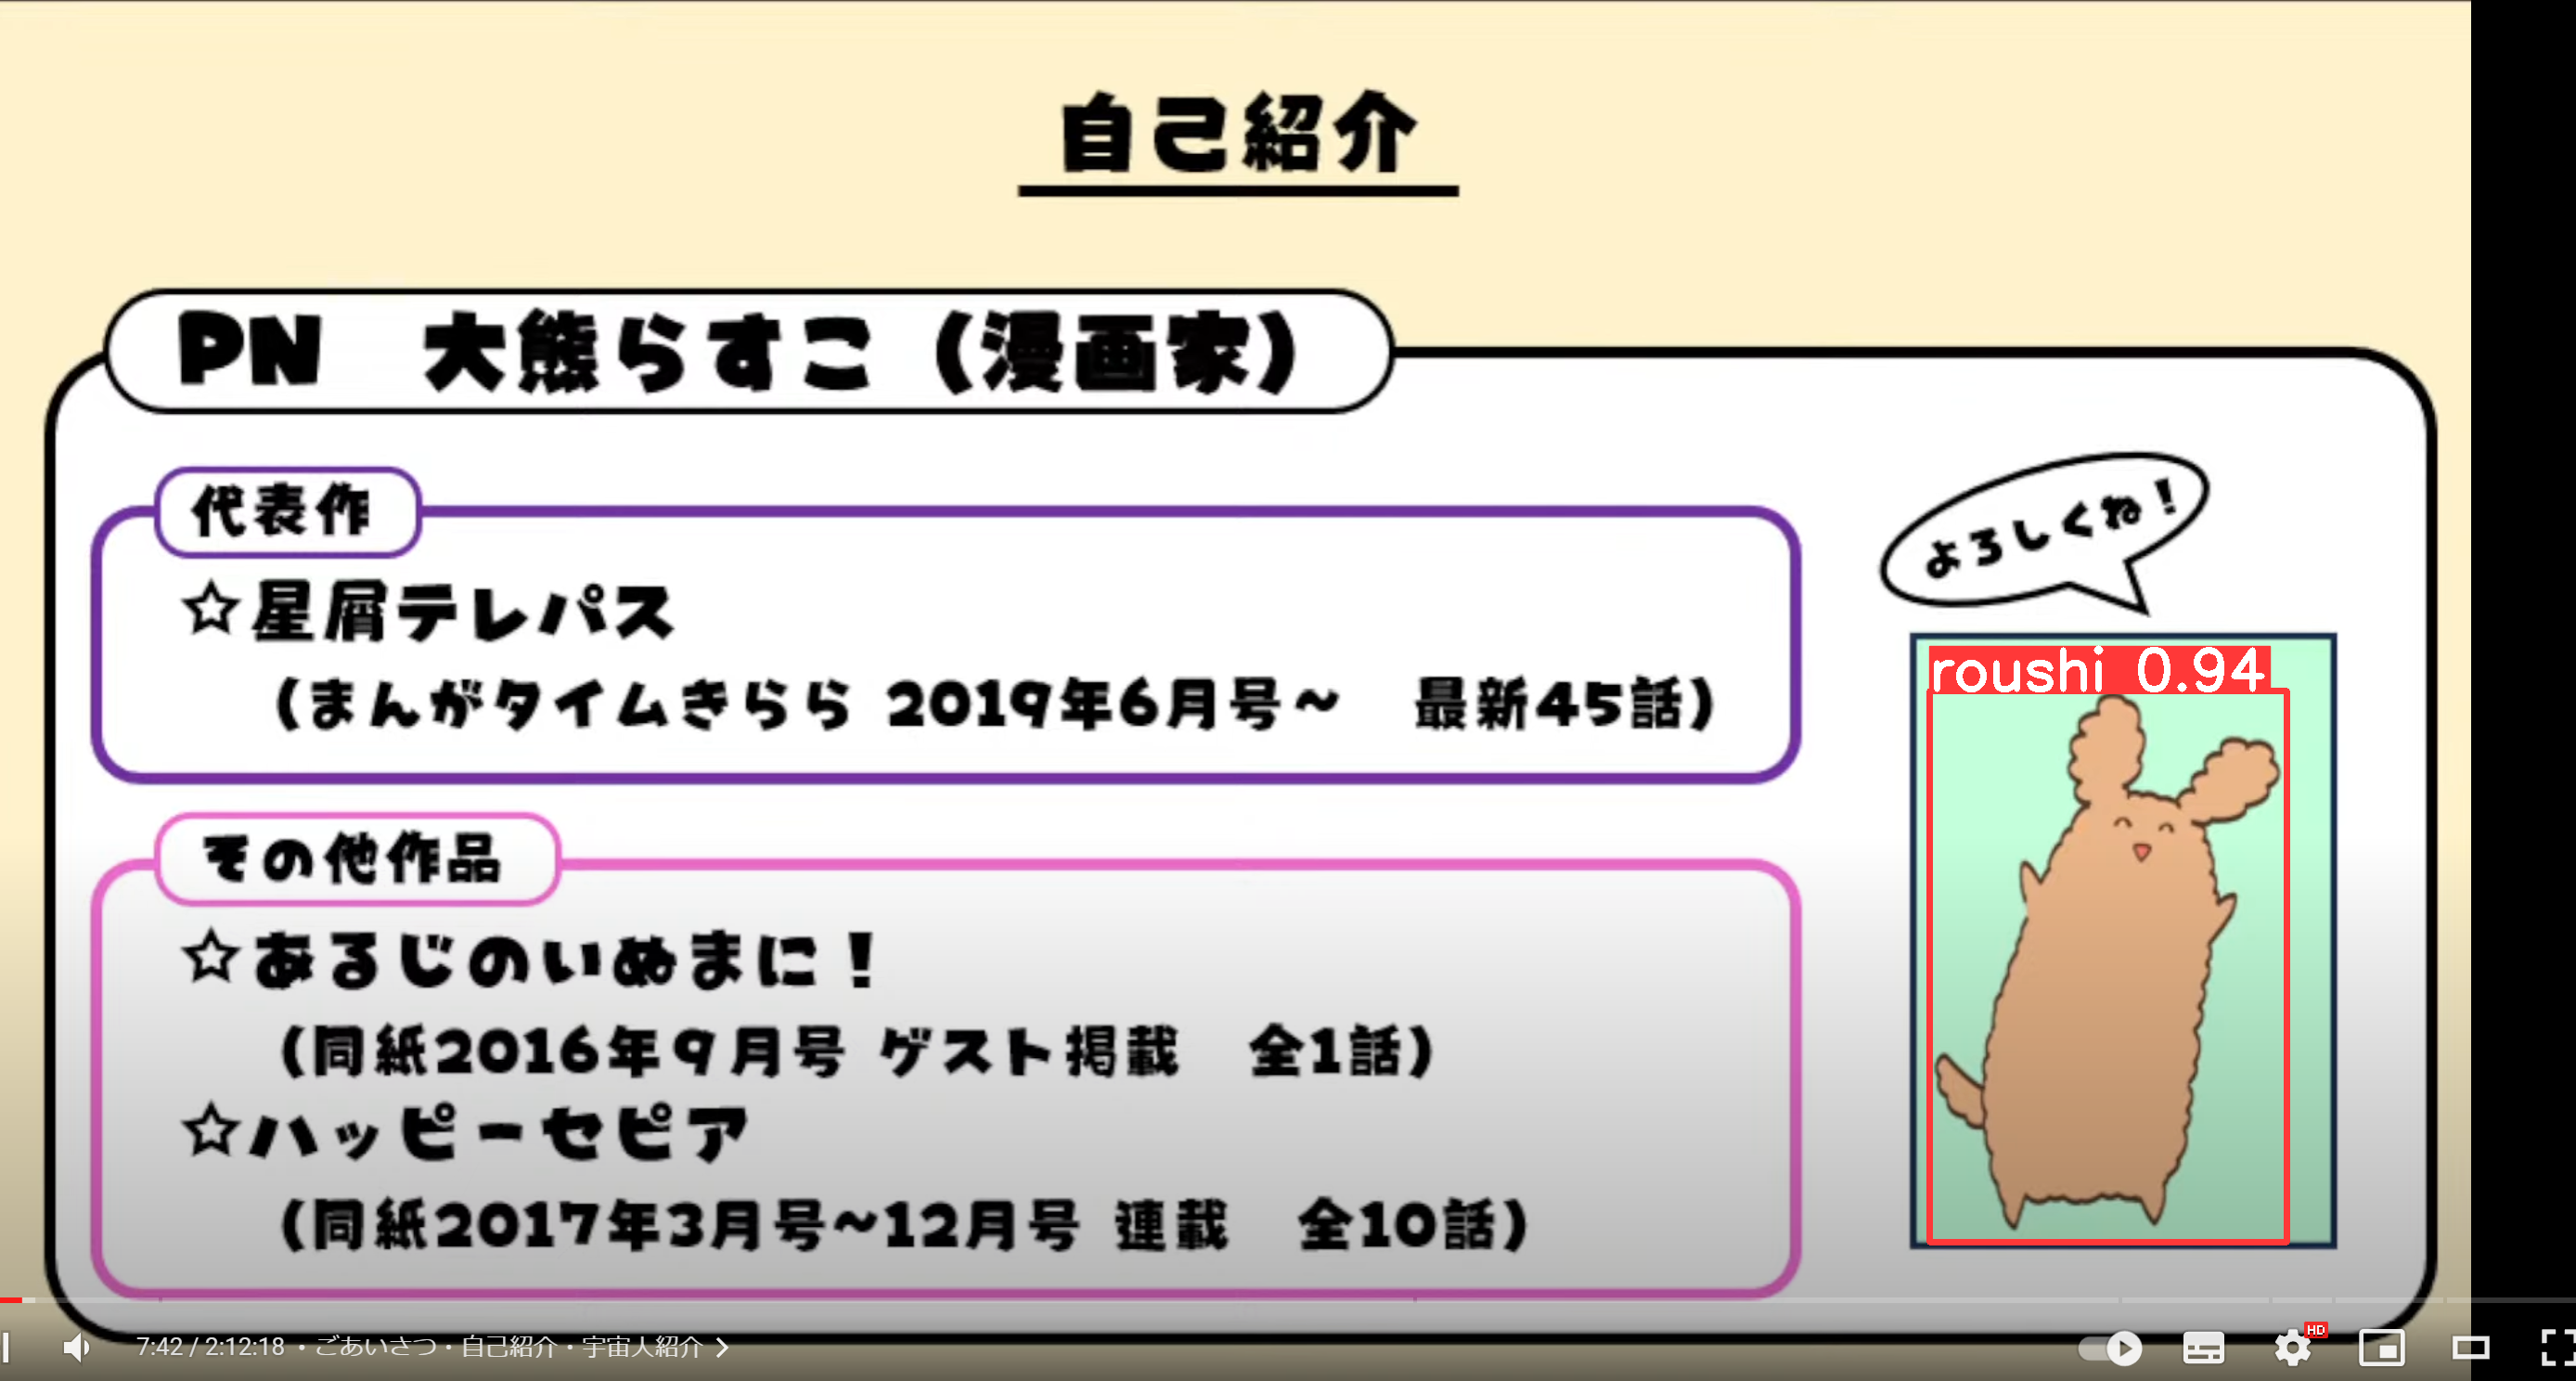 自己紹介
PN 大熊らすこ（漫画家）
代表作
☆星屑テレパス
（まんがタイムきらら 2019年6月号～ 最新45話）
よろしくね！
roushi 0.94
その他作品
☆あるじのいぬまに！
（同紙2016年9月号 ゲスト掲載 全1話）
☆ハッピーセピア
（同紙2017年3月号~12月号 連載 全10話）
7:42 / 2:12:18 ・ごあいさつ・自己紹介・宇宙人紹介
HD